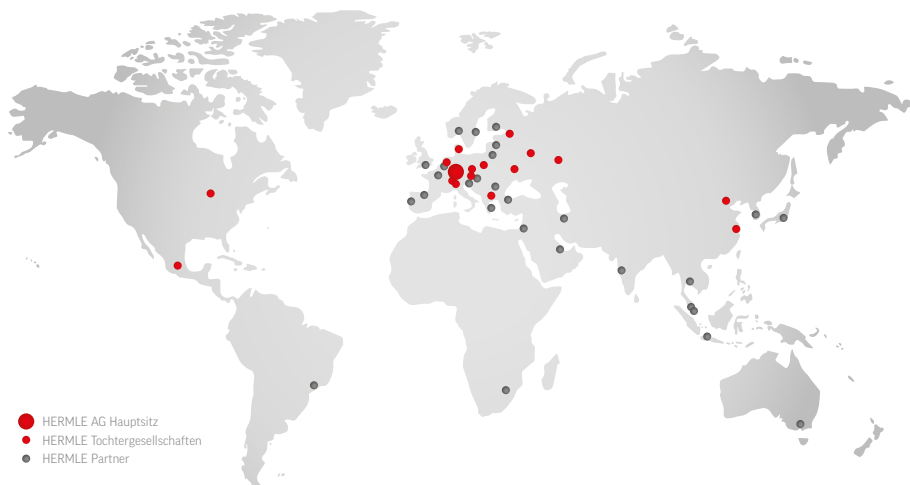 HERMLE AG Hauptsitz
HERMLE Tochtergesellschaften
HERMLE Partner